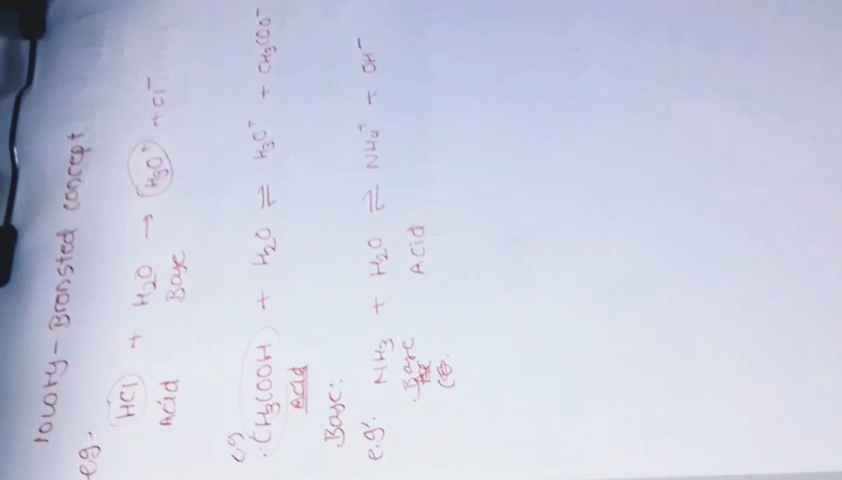 lowry-Bronsted concept
eg-
HCl + H₂O → H₃O⁺ + Cl⁻
Acid Base
eg
:CH₃COOH + H₂O ⇌ H₃O⁺ + CH₃COO⁻
Acid
Base:
e.g: NH₃ + H₂O ⇌ NH₄⁺ + OH⁻
Base Acid